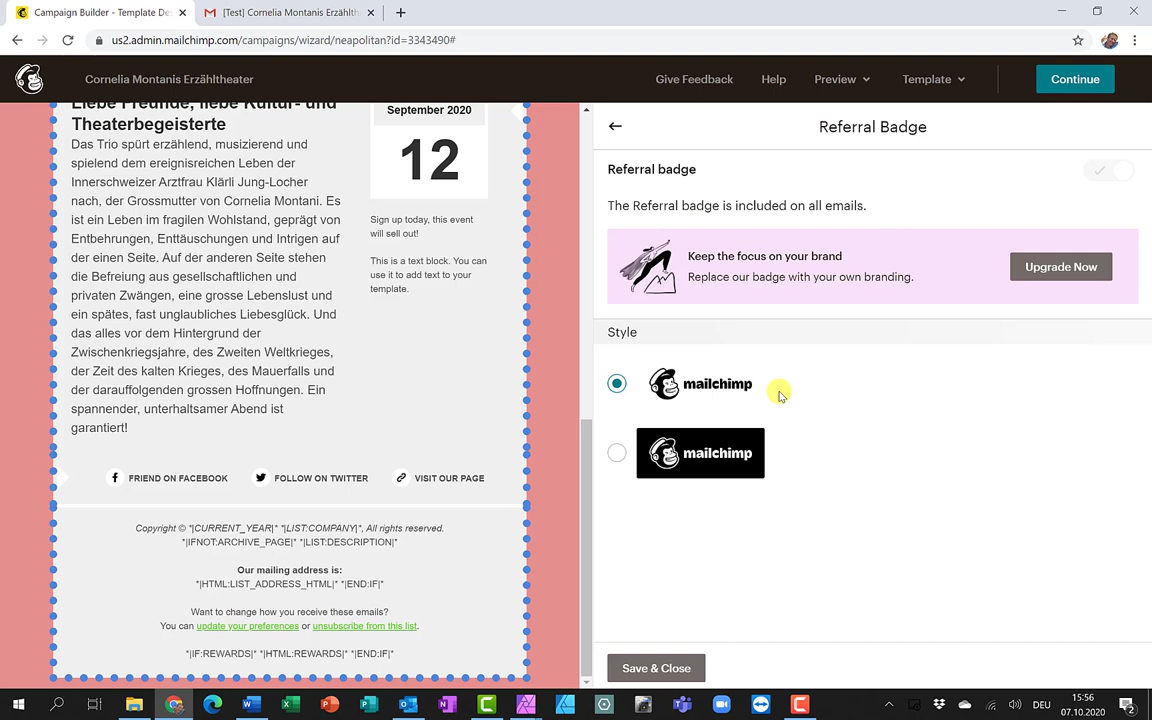 Campaign Builder - Template De
[Test] Cornelia Montanis Erzählth
us2.admin.mailchimp.com/campaigns/wizard/neapolitan?id=3343490#
Cornelia Montanis Erzähltheater
Give Feedback
Help
Preview
Template
Continue
Liebe Freunde, liebe Kultur- und
Theaterbegeisterte
Das Trio spürt erzählend, musizierend und
spielend dem ereignisreichen Leben der
Innerschweizer Arztfrau Klärli Jung-Locher
nach, der Grossmutter von Cornelia Montani. Es
ist ein Leben im fragilen Wohlstand, geprägt von
Entbehrungen, Enttäuschungen und Intrigen auf
der einen Seite. Auf der anderen Seite stehen
die Befreiung aus gesellschaftlichen und
privaten Zwängen, eine grosse Lebenslust und
ein spätes, fast unglaubliches Liebesglück. Und
das alles vor dem Hintergrund der
Zwischenkriegsjahre, des Zweiten Weltkrieges,
der Zeit des kalten Krieges, des Mauerfalls und
der darauffolgenden grossen Hoffnungen. Ein
spannender, unterhaltsamer Abend ist
garantiert!
September 2020
12
Sign up today, this event
will sell out!
This is a text block. You can
use it to add text to your
template.
FRIEND ON FACEBOOK
FOLLOW ON TWITTER
VISIT OUR PAGE
Copyright © *|CURRENT_YEAR|* *|LIST:COMPANY|*, All rights reserved.
*|IFNOT:ARCHIVE_PAGE|* *|LIST:DESCRIPTION|*
Our mailing address is:
*|HTML:LIST_ADDRESS_HTML|* *|END:IF|*
Want to change how you receive these emails?
You can update your preferences or unsubscribe from this list.
*|IF:REWARDS|* *|HTML:REWARDS|* *|END:IF|*
Referral Badge
Referral badge
The Referral badge is included on all emails.
Keep the focus on your brand
Replace our badge with your own branding.
Upgrade Now
Style
mailchimp
mailchimp
Save & Close
DEU
15:56
07.10.2020
2